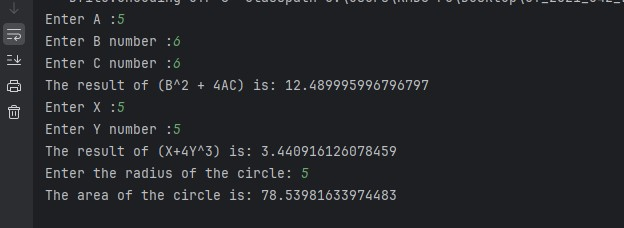 Enter A :5
Enter B number :6
Enter C number :6
The result of (B^2 + 4AC) is: 12.489995996796797
Enter X :5
Enter Y number :5
The result of (X+4Y^3) is: 3.440916126078459
Enter the radius of the circle: 5
The area of the circle is: 78.53981633974483